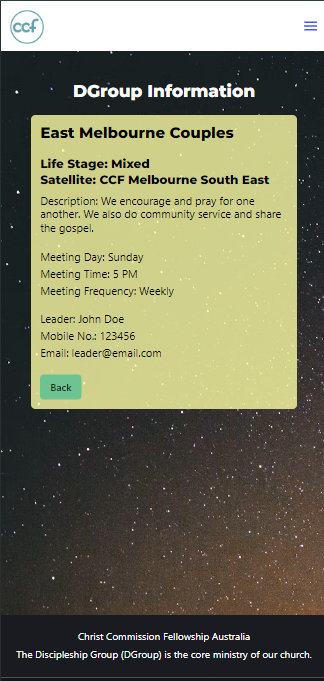 ccf
DGroup Information
East Melbourne Couples
Life Stage: Mixed
Satellite: CCF Melbourne South East
Description: We encourage and pray for one
another. We also do community service and share
the gospel.
Meeting Day: Sunday
Meeting Time: 5 PM
Meeting Frequency: Weekly
Leader: John Doe
Mobile No.: 123456
Email: leader@email.com
Back
Christ Commission Fellowship Australia
The Discipleship Group (DGroup) is the core ministry of our church.